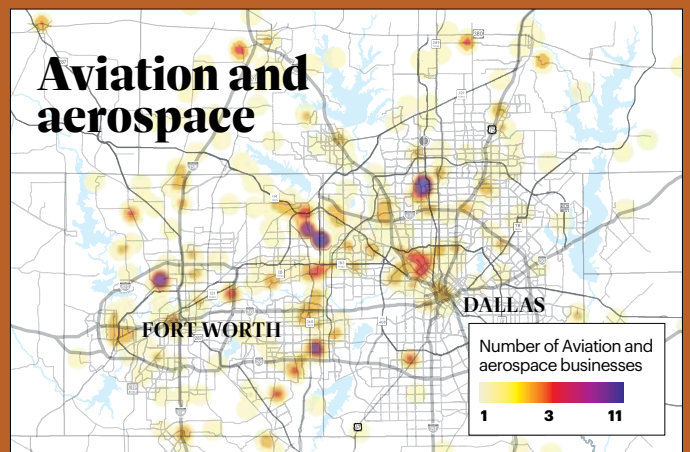 Aviation and
aerospace
DALLAS
FORT WORTH
Number of Aviation and
aerospace businesses
1 3 11